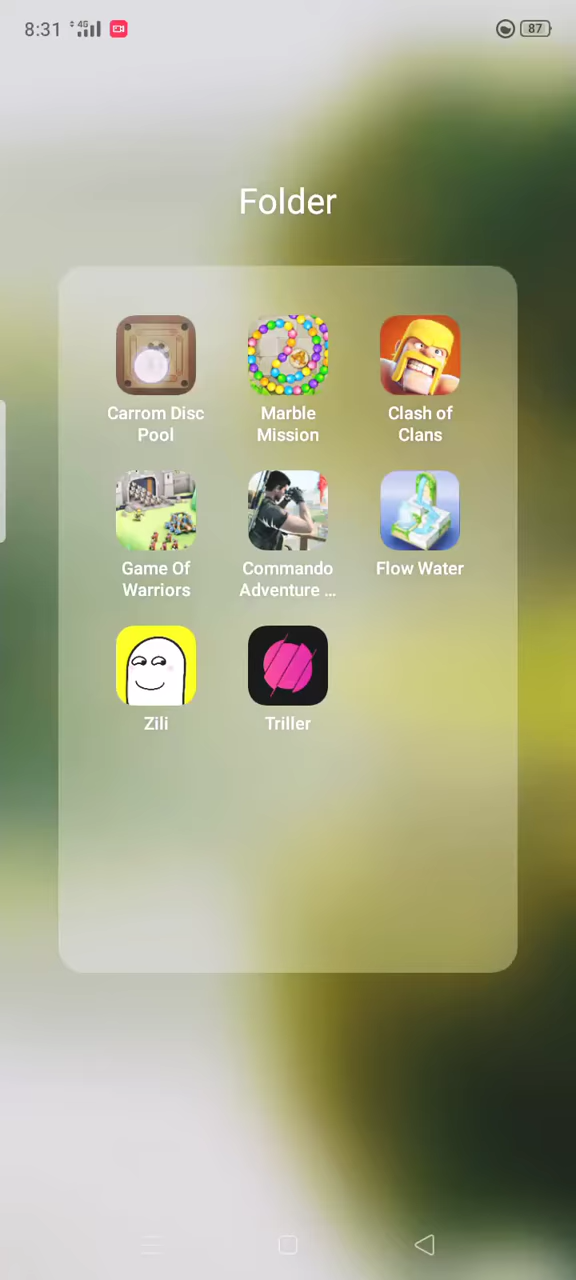 8:31 4G 87
Folder
Carrom Disc Pool
Marble Mission
Clash of Clans
Game Of Warriors
Commando Adventure ...
Flow Water
Zili
Triller